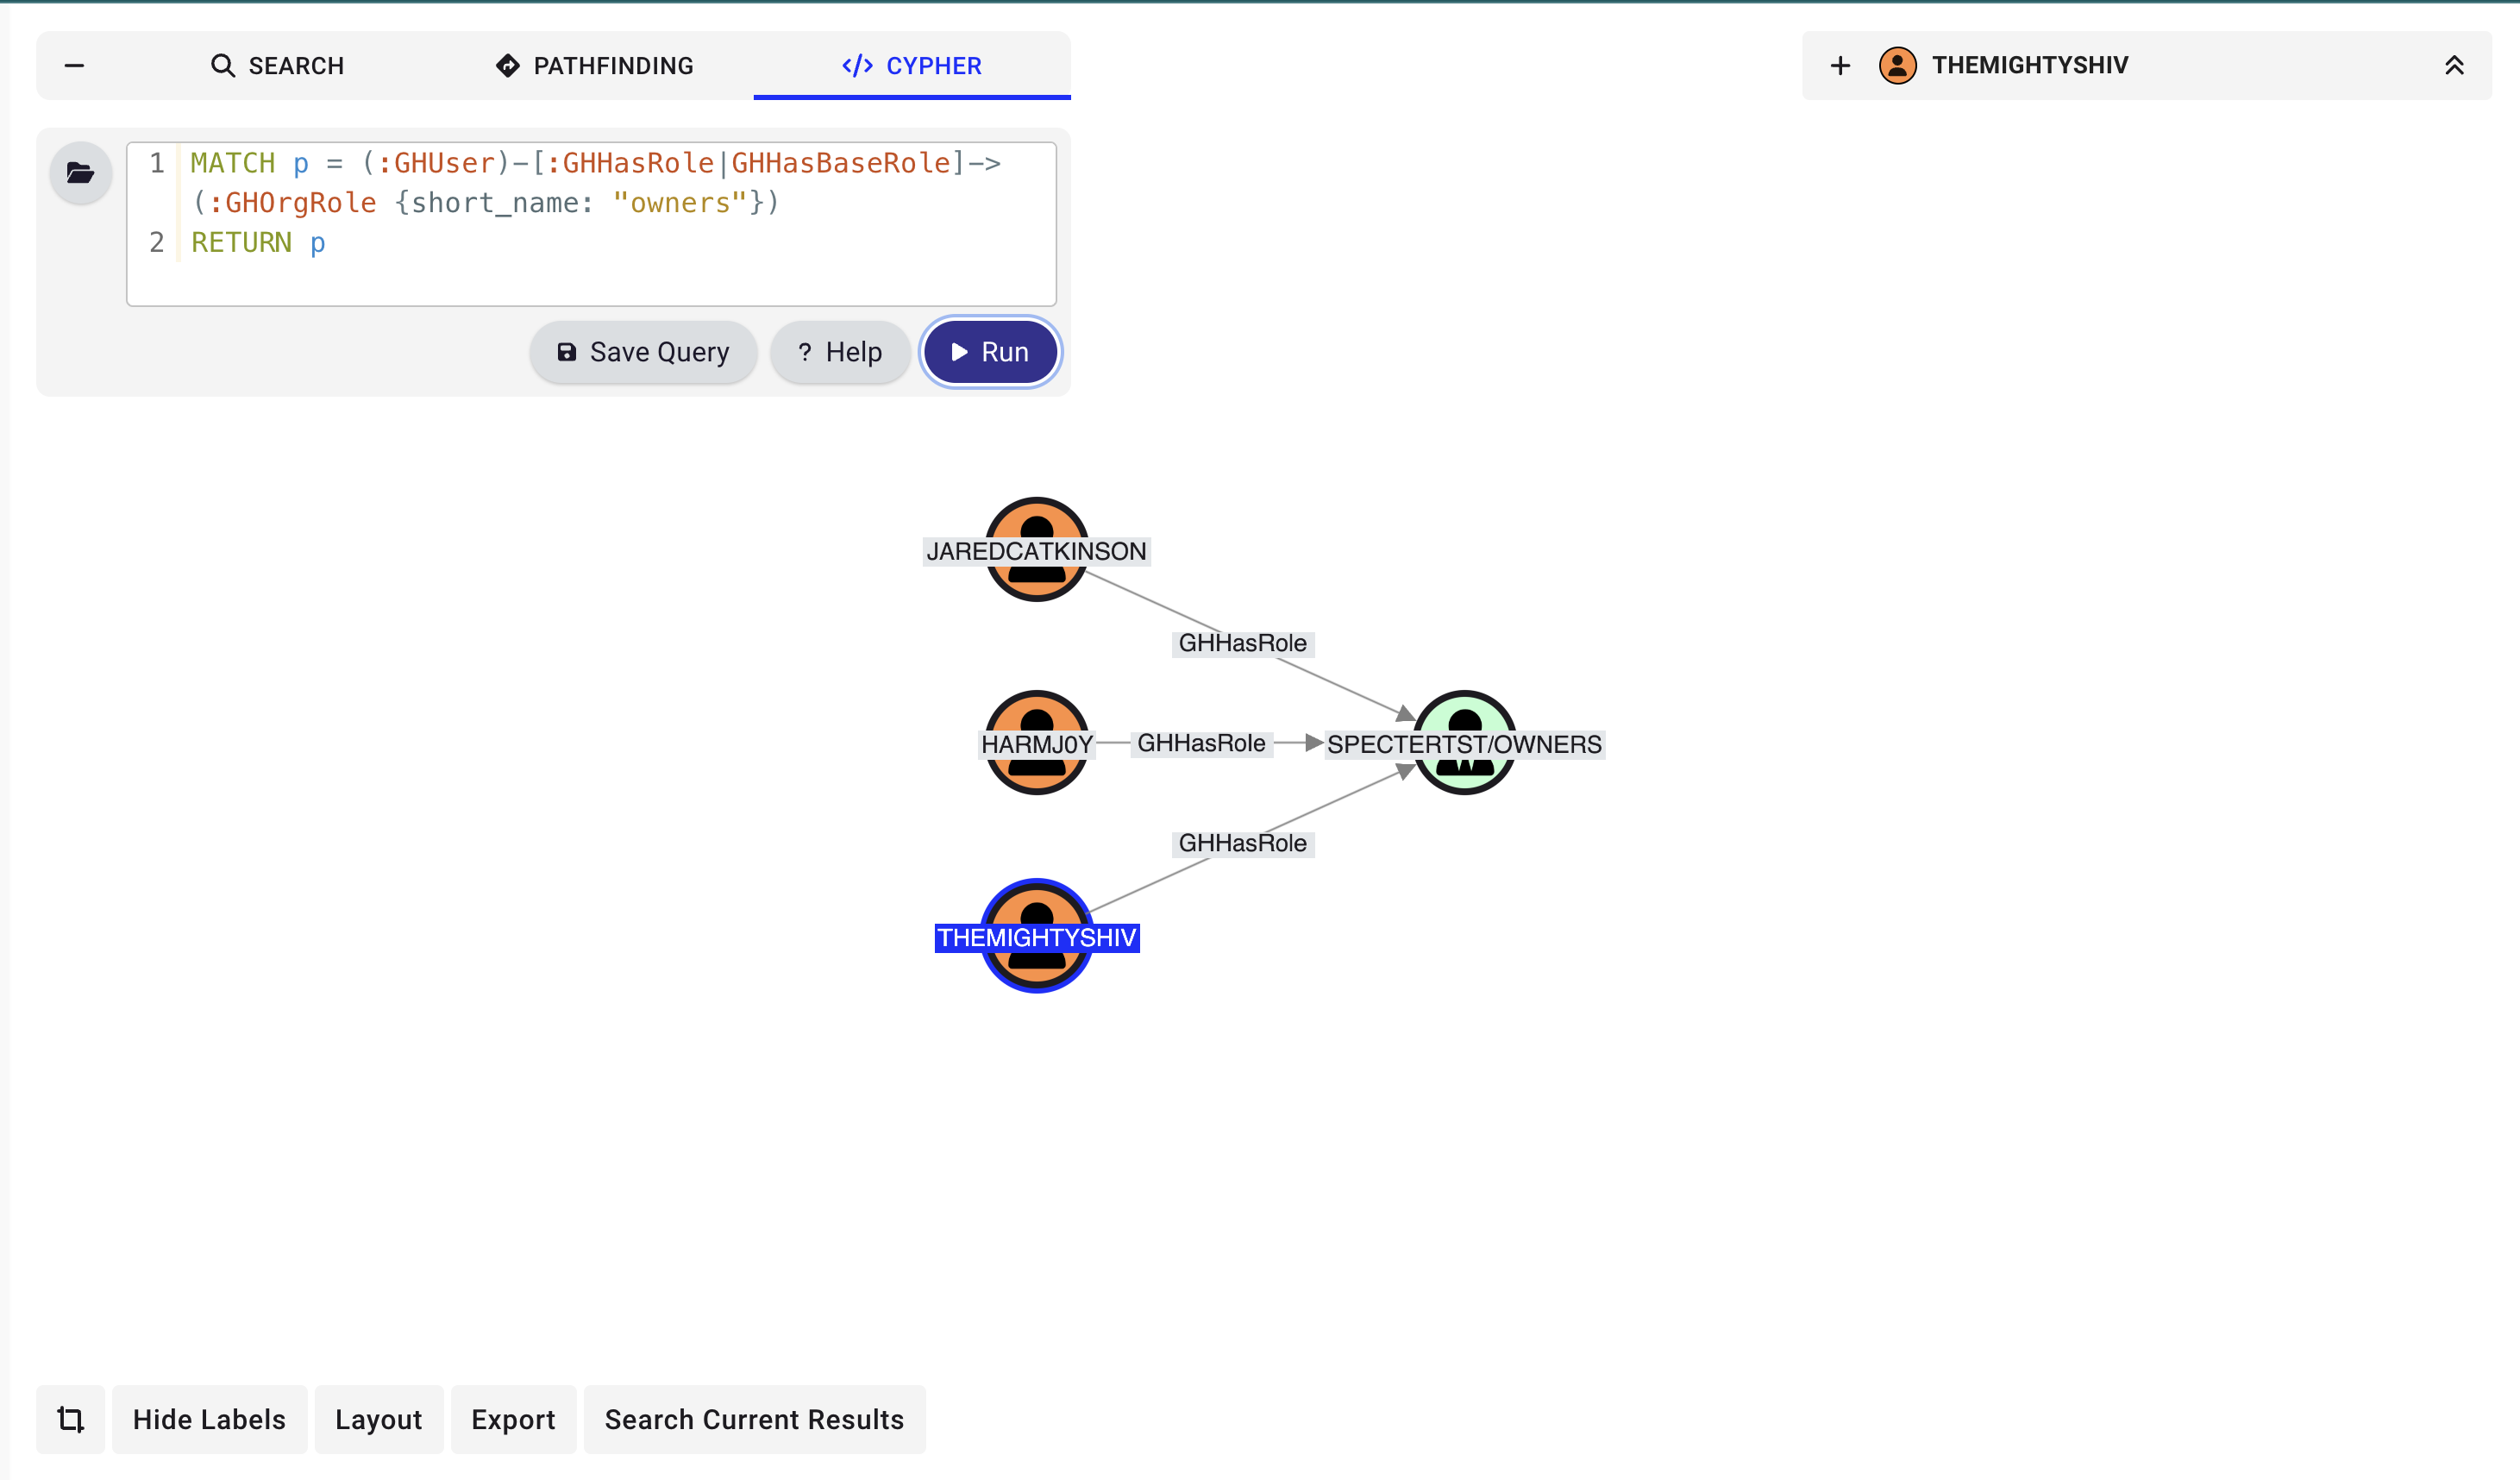 SEARCH
PATHFINDING
</> CYPHER
THEMIGHTYSHIV
1 MATCH p = (:GHUser)-[:GHHasRole|GHHasBaseRole]->
(:GHOrgRole {short_name: "owners"})
2 RETURN p
Save Query
? Help
Run
JAREDCATKINSON
GHHasRole
HARMJ0Y
GHHasRole
SPECTERTST/OWNERS
GHHasRole
THEMIGHTYSHIV
Hide Labels
Layout
Export
Search Current Results